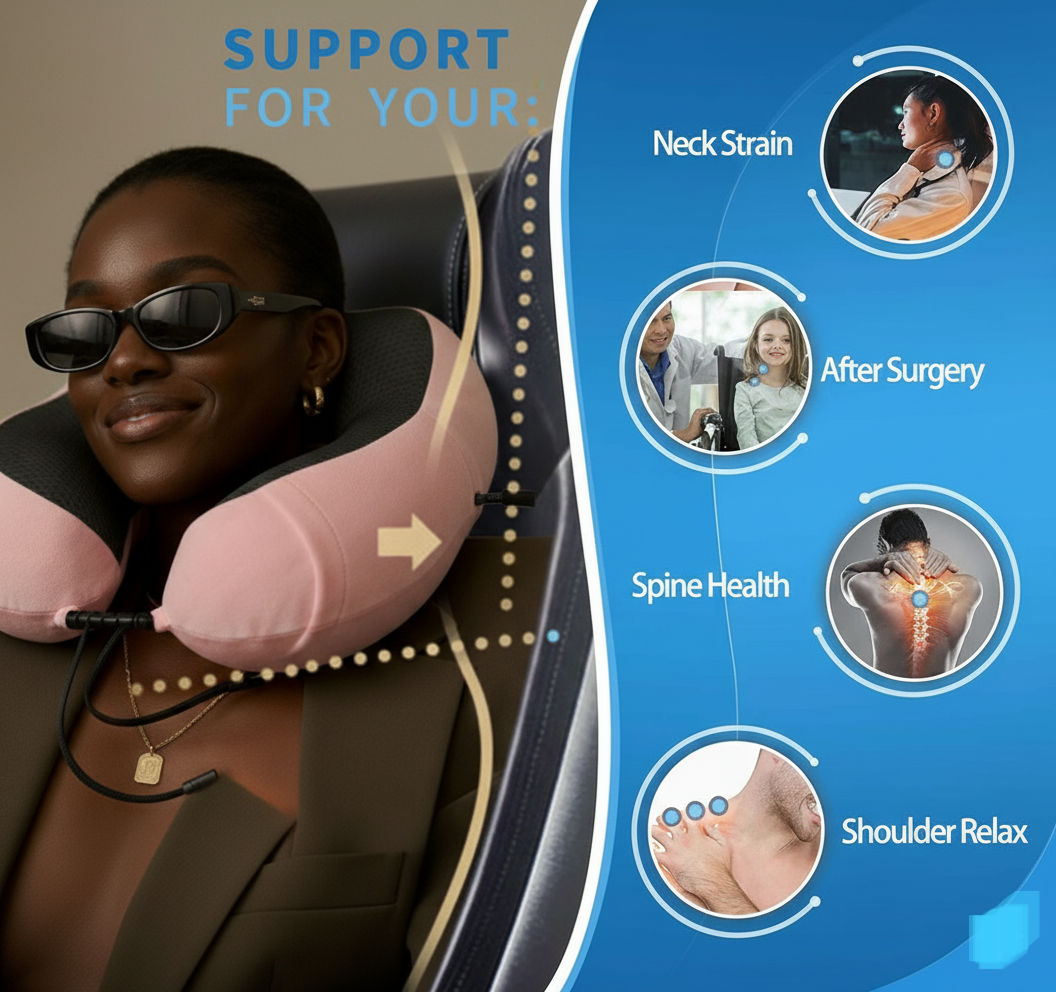 SUPPORT
FOR YOUR:
Neck Strain
After Surgery
Spine Health
Shoulder Relax